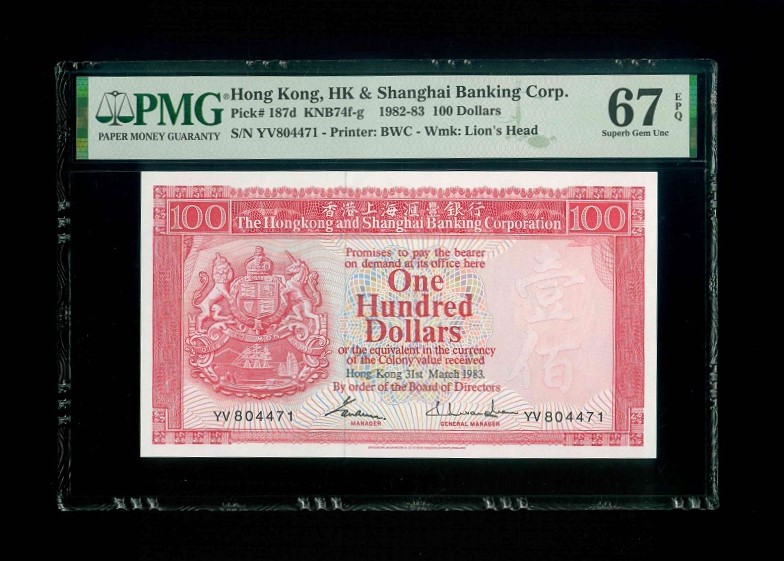 PMG
PAPER MONEY GUARANTY
®Hong Kong, HK & Shanghai Banking Corp.
Pick# 187d KNB74f-g 1982-83 100 Dollars
S/N YV804471 - Printer: BWC - Wmk: Lion's Head
67
EPQ
Superb Gem Unc
100
香港上海滙豐銀行
The Hongkong and Shanghai Banking Corporation
100
Promises to pay the bearer
on demand at its office here
One
Hundred
Dollars
or the equivalent in the currency
of the Colony value received
Hong Kong 31st March 1983.
By order of the Board of Directors
壹佰
YV 804471
MANAGER
GENERAL MANAGER
YV 804471